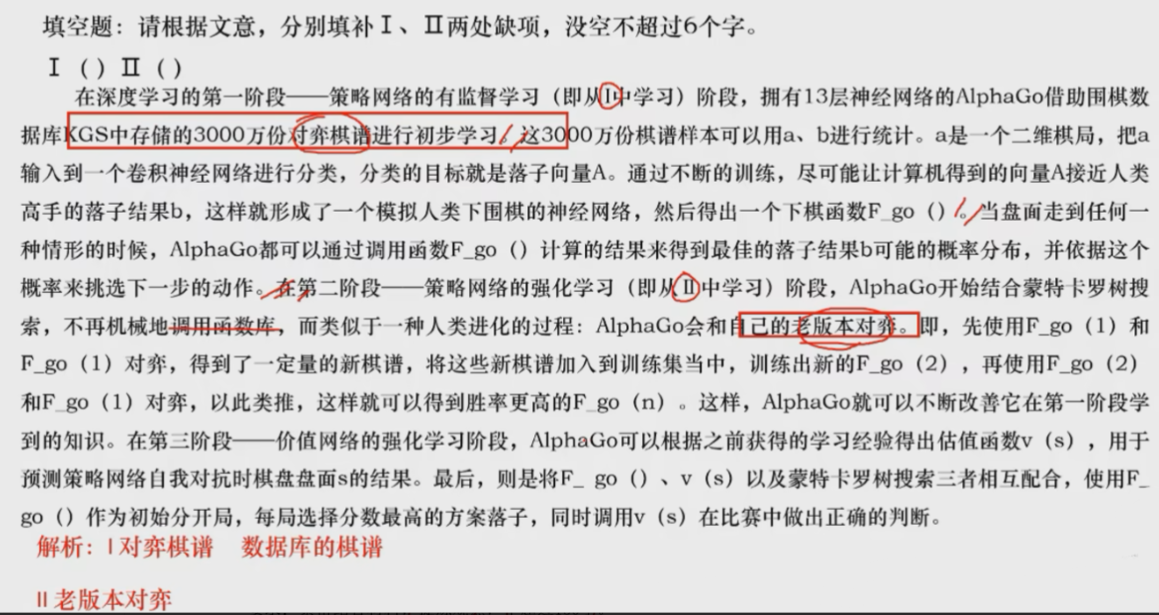 填空题：请根据文意，分别填补Ⅰ、Ⅱ两处缺项，没空不超过6个字。
Ⅰ（）Ⅱ（）
在深度学习的第一阶段——策略网络的有监督学习（即从Ⅰ中学习）阶段，拥有13层神经网络的AlphaGo借助围棋数
据库KGS中存储的3000万份对弈棋谱进行初步学习。这3000万份棋谱样本可以用a、b进行统计。a是一个二维棋局，把a
输入到一个卷积神经网络进行分类，分类的目标就是落子向量A。通过不断的训练，尽可能让计算机得到的向量A接近人类
高手的落子结果b，这样就形成了一个模拟人类下围棋的神经网络，然后得出一个下棋函数F_go（）。当盘面走到任何一
种情形的时候，AlphaGo都可以通过调用函数F_go（）计算的结果来得到最佳的落子结果b可能的概率分布，并依据这个
概率来挑选下一步的动作。在第二阶段——策略网络的强化学习（即从Ⅱ中学习）阶段，AlphaGo开始结合蒙特卡罗树搜
索，不再机械地调用函数库，而类似于一种人类进化的过程：AlphaGo会和自己的老版本对弈。即，先使用F_go（1）和
F_go（1）对弈，得到了一定量的新棋谱，将这些新棋谱加入到训练集当中，训练出新的F_go（2），再使用F_go（2）
和F_go（1）对弈，以此类推，这样就可以得到胜率更高的F_go（n）。这样，AlphaGo就可以不断改善它在第一阶段学
到的知识。在第三阶段——价值网络的强化学习阶段，AlphaGo可以根据之前获得的学习经验得出估值函数v（s），用于
预测策略网络自我对抗时棋盘盘面s的结果。最后，则是将F_ go（）、v（s）以及蒙特卡罗树搜索三者相互配合，使用F_
go（）作为初始分开局，每局选择分数最高的方案落子，同时调用v（s）在比赛中做出正确的判断。
解析：Ⅰ对弈棋谱 数据库的棋谱
Ⅱ老版本对弈